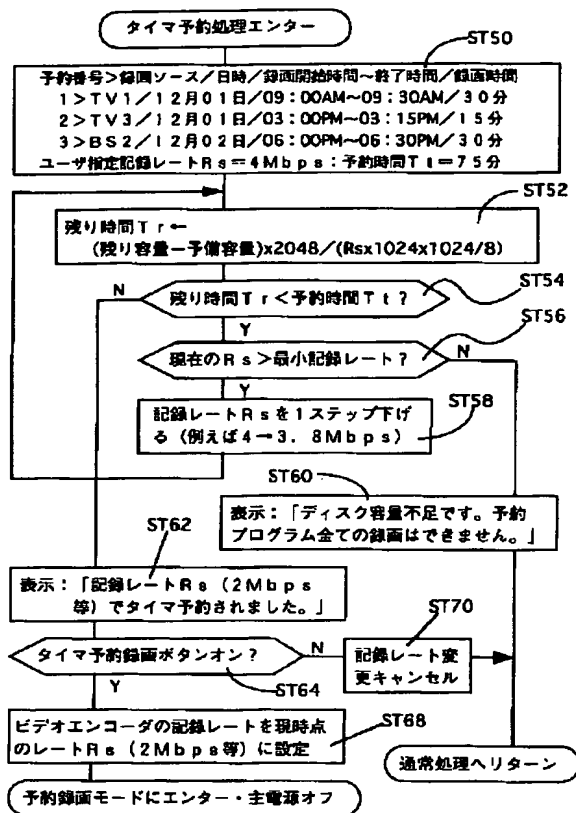 タイマ予約処理エンター
ST50
予約番号>録画ソース/日時/録画開始時間~終了時間/録画時間
1>TV1/12月01日/09:00AM~09:30AM/30分
2>TV3/12月01日/03:00PM~03:15PM/15分
3>BS2/12月02日/06:00PM~06:30PM/30分
ユーザ指定記録レートRs=4Mbps:予約時間Tt=75分
ST52
残り時間Tr←
(残り容量-予備容量)x2048/(Rsx1024x1024/8)
ST54
残り時間Tr<予約時間Tt?
N
Y
ST56
現在のRs>最小記録レート?
N
Y
ST58
記録レートRsを1ステップ下げ
る(例えば4→3.8Mbps)
ST60
表示:「ディスク容量不足です。予約
プログラム全ての録画はできません。」
ST62
表示:「記録レートRs(2Mbps
等)でタイマ予約されました。」
ST70
タイマ予約録画ボタンオン?
N
記録レート変
更キャンセル
Y
ST64
ST68
ビデオエンコーダの記録レートを現時点
のレートRs(2Mbps等)に設定
通常処理へリターン
予約録画モードにエンター・主電源オフ